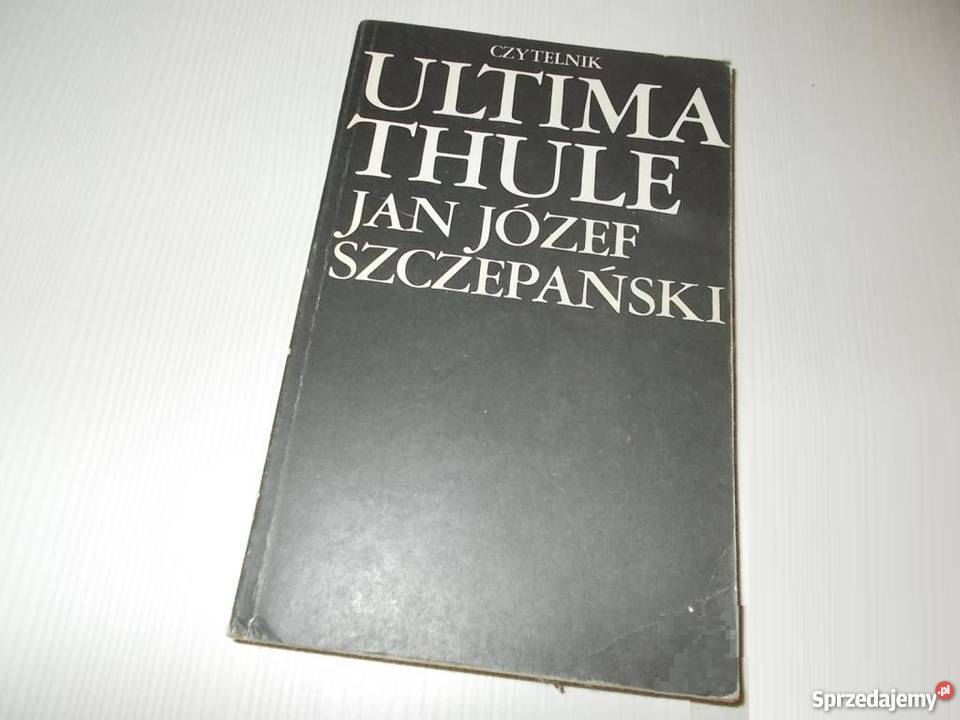 CZYTELNIK
ULTIMA
THULE
JAN JÓZEF
SZCZEPAŃSKI
Sprzedajemy.pl